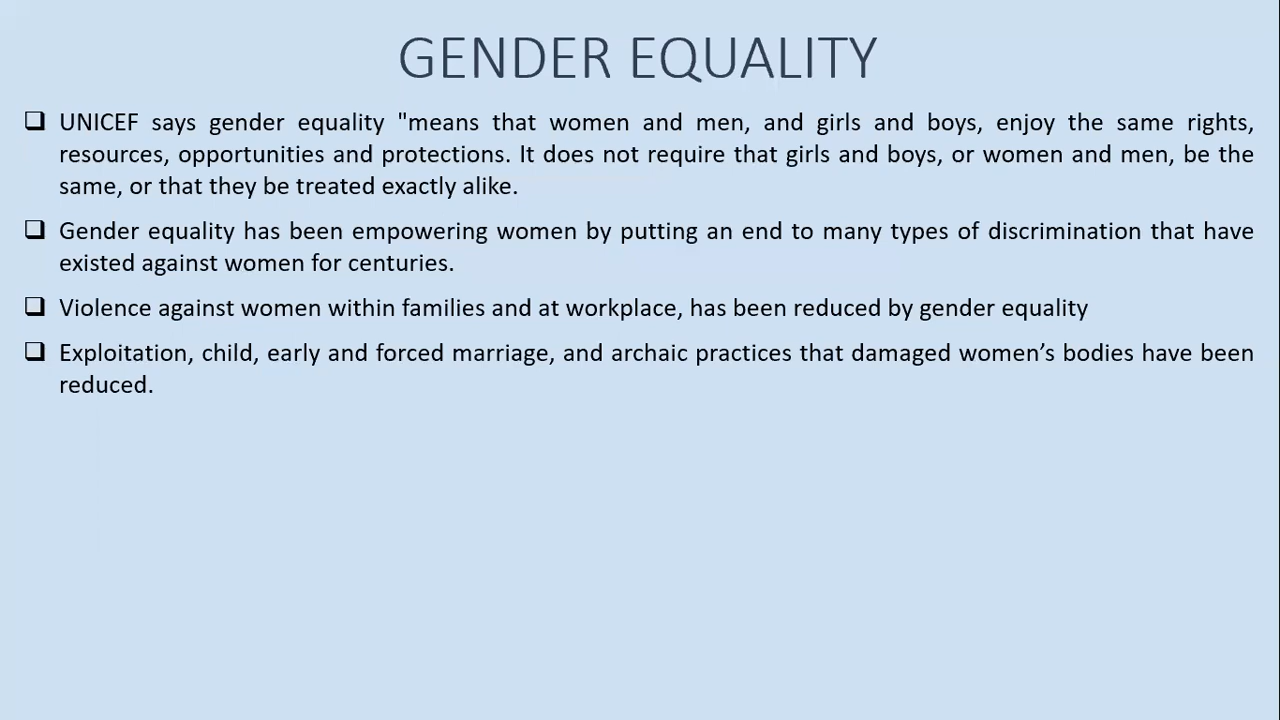 GENDER EQUALITY
❑ UNICEF says gender equality "means that women and men, and girls and boys, enjoy the same rights,
resources, opportunities and protections. It does not require that girls and boys, or women and men, be the
same, or that they be treated exactly alike.
❑ Gender equality has been empowering women by putting an end to many types of discrimination that have
existed against women for centuries.
❑ Violence against women within families and at workplace, has been reduced by gender equality
❑ Exploitation, child, early and forced marriage, and archaic practices that damaged women’s bodies have been
reduced.